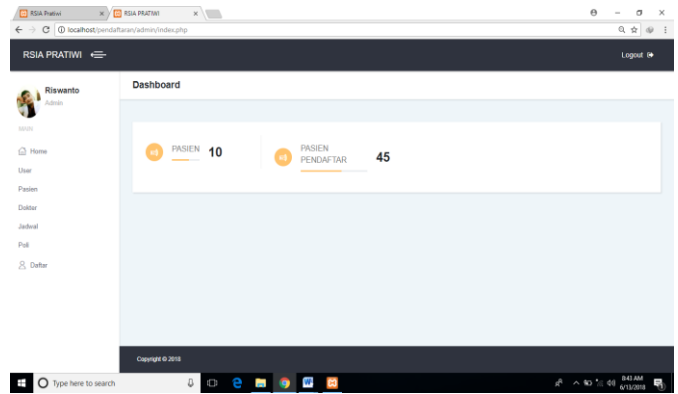 RSIA Pratiwi
RSIA PRATIWI
localhost/pendaftaran/admin/index.php
RSIA PRATIWI
Logout
Riswanto
Admin
MAIN
Home
User
Pasien
Dokter
Jadwal
Poli
Daftar
Dashboard
PASIEN 10
PASIEN
PENDAFTAR 45
Copyright © 2018
Type here to search
8:43 AM
6/13/2018